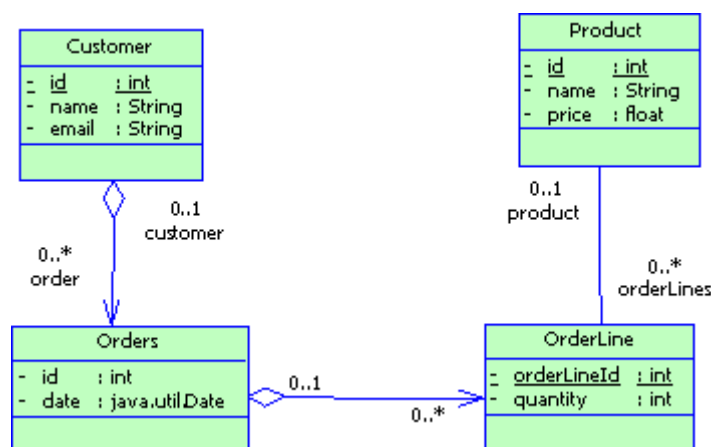 Customer
- id : int
- name : String
- email : String
Product
- id : int
- name : String
- price : float
0..1
customer
0..*
order
0..1
product
0..*
orderLines
Orders
- id : int
- date : java.util.Date
0..1
0..*
OrderLine
- orderLineId : int
- quantity : int